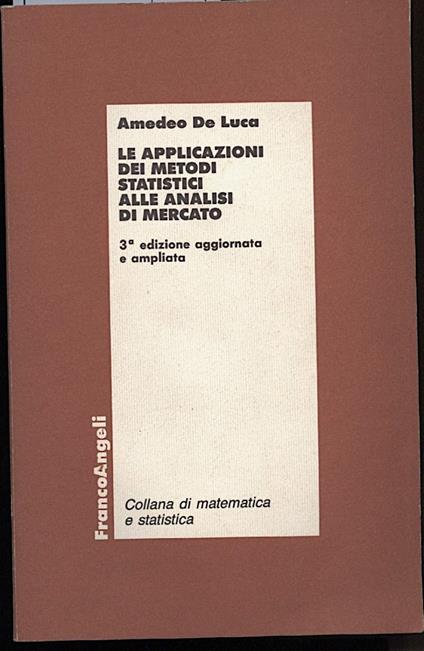 Amedeo De Luca
LE APPLICAZIONI
DEI METODI
STATISTICI
ALLE ANALISI
DI MERCATO
3ª edizione aggiornata
e ampliata
FrancoAngeli
Collana di matematica
e statistica